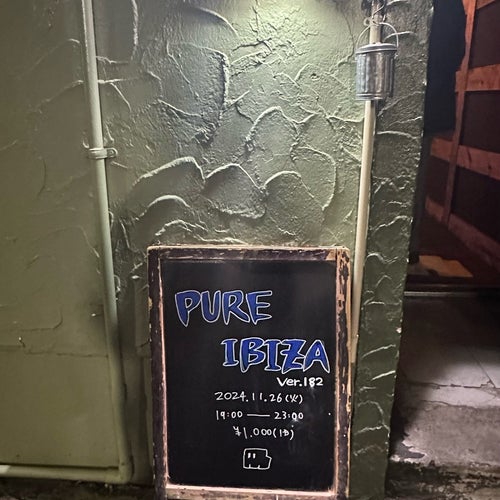 PURE
IBIZA
Ver.182
2024.11.26(火)
19:00 — 23:00
¥1.000(1D)